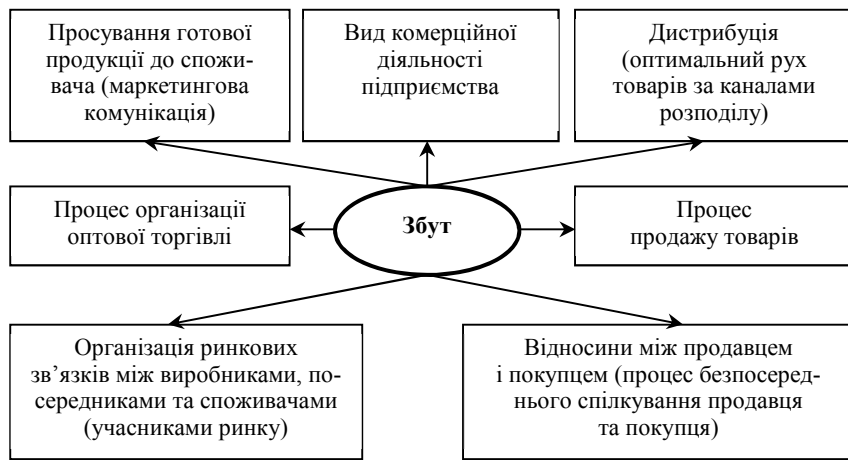 Просування готової
продукції до спожи-
вача (маркетингова
комунікація)
Вид комерційної
діяльності
підприємства
Дистрибуція
(оптимальний рух
товарів за каналами
розподілу)
Процес організації
оптової торгівлі
Збут
Процес
продажу товарів
Організація ринкових
зв’язків між виробниками, по-
середниками та споживачами
(учасниками ринку)
Відносини між продавцем
і покупцем (процес безпосеред-
нього спілкування продавця
та покупця)